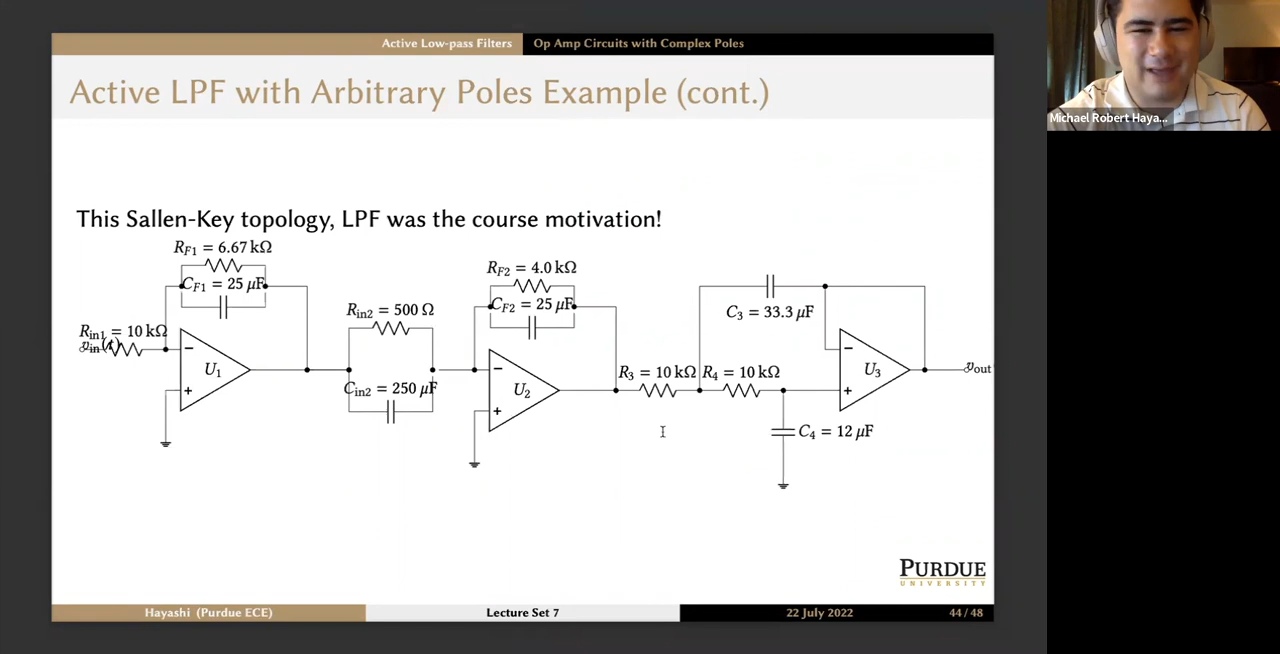 Active Low-pass Filters Op Amp Circuits with Complex Poles
Active LPF with Arbitrary Poles Example (cont.)
Michael Robert Haya...
This Sallen-Key topology, LPF was the course motivation!
R_F1 = 6.67 kΩ
C_F1 = 25 μF
R_in1 = 10 kΩ
v_in(t)
−
+
U_1
R_in2 = 500 Ω
C_in2 = 250 μF
R_F2 = 4.0 kΩ
C_F2 = 25 μF
−
+
U_2
R_3 = 10 kΩ R_4 = 10 kΩ
C_3 = 33.3 μF
−
+
U_3
v_out
C_4 = 12 μF
PURDUE
UNIVERSITY
Hayashi (Purdue ECE) Lecture Set 7 22 July 2022 44 / 48